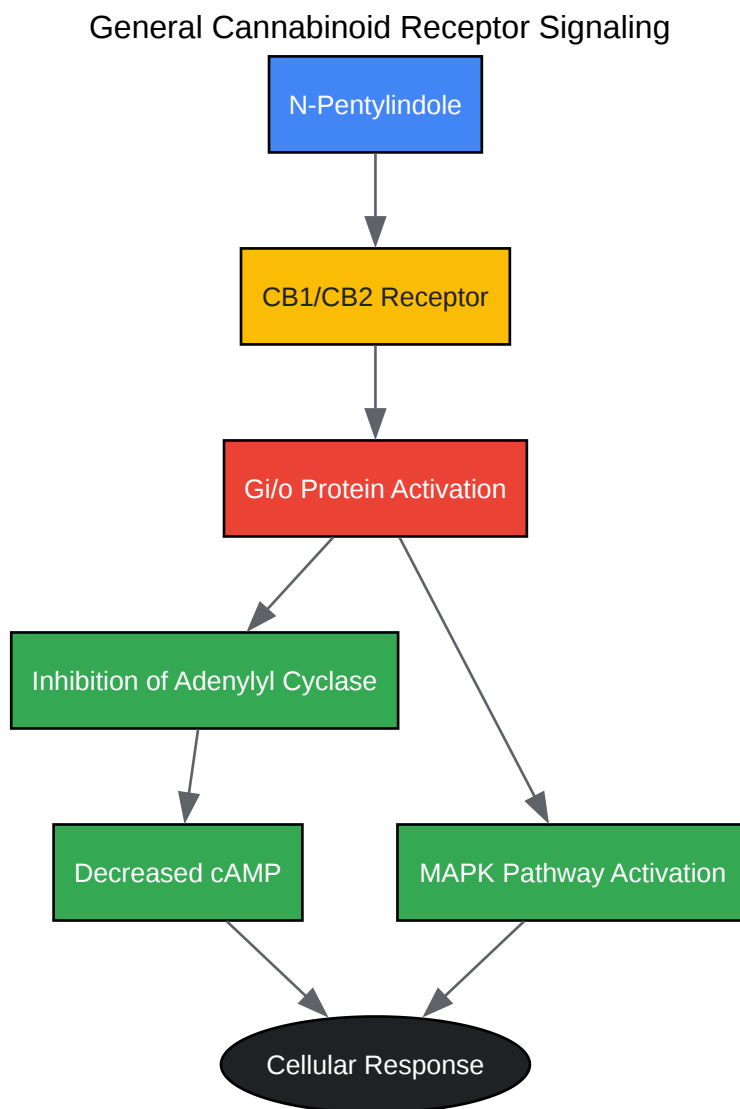 General Cannabinoid Receptor Signaling
N-Pentylindole
CB1/CB2 Receptor
Gi/o Protein Activation
Inhibition of Adenylyl Cyclase
Decreased cAMP
MAPK Pathway Activation
Cellular Response